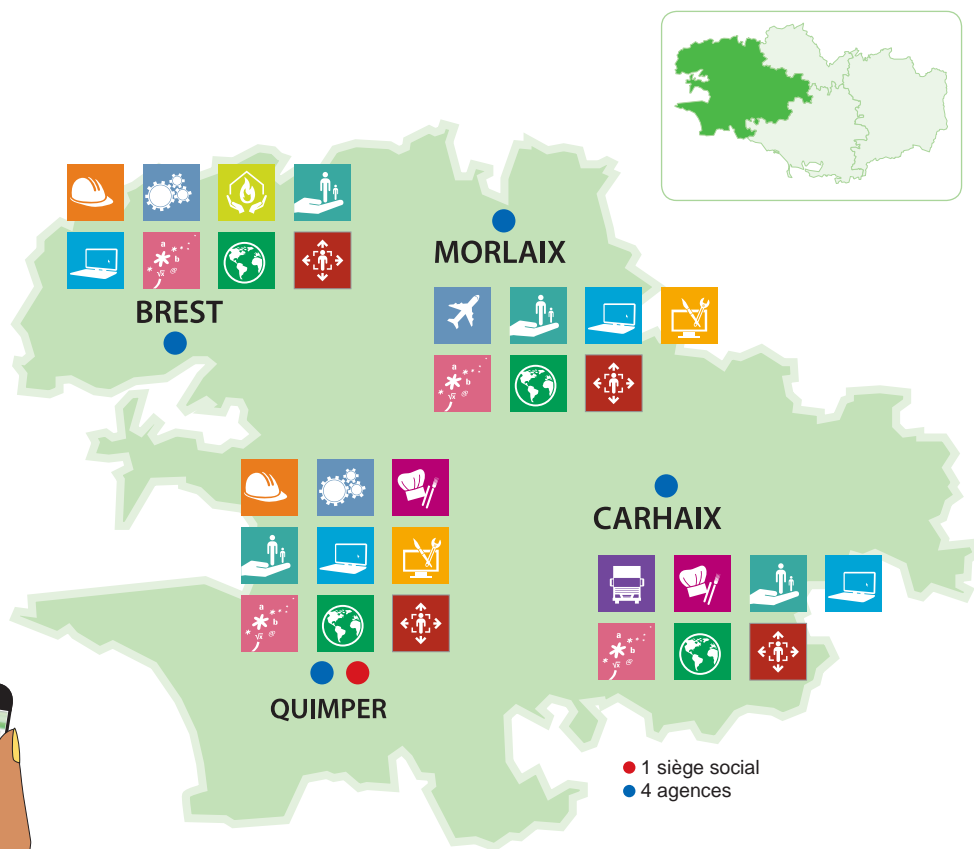 BREST
MORLAIX
CARHAIX
QUIMPER
1 siège social
4 agences